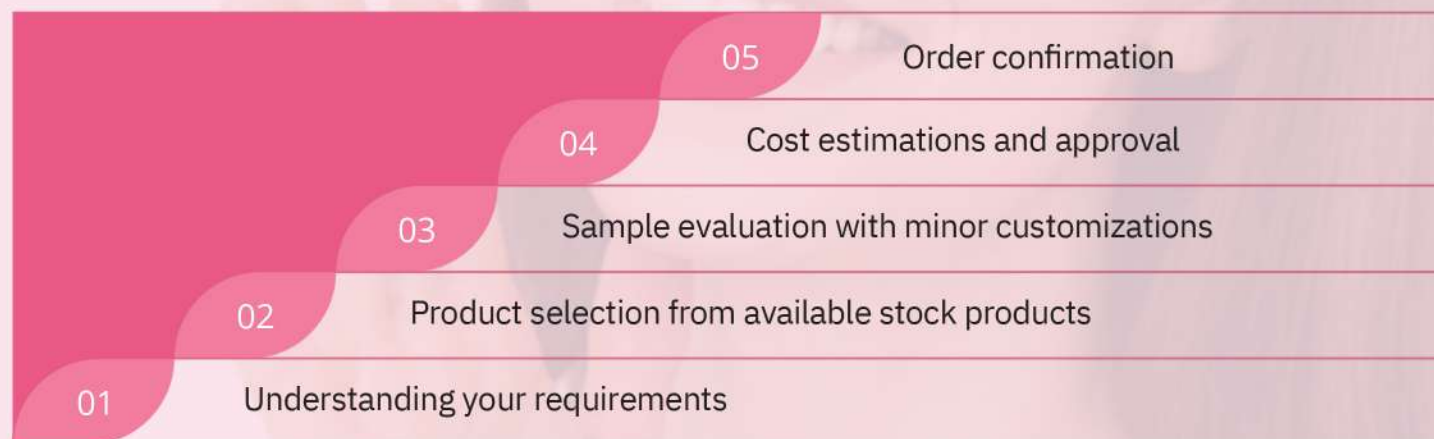 05 Order confirmation
04 Cost estimations and approval
03 Sample evaluation with minor customizations
02 Product selection from available stock products
01 Understanding your requirements